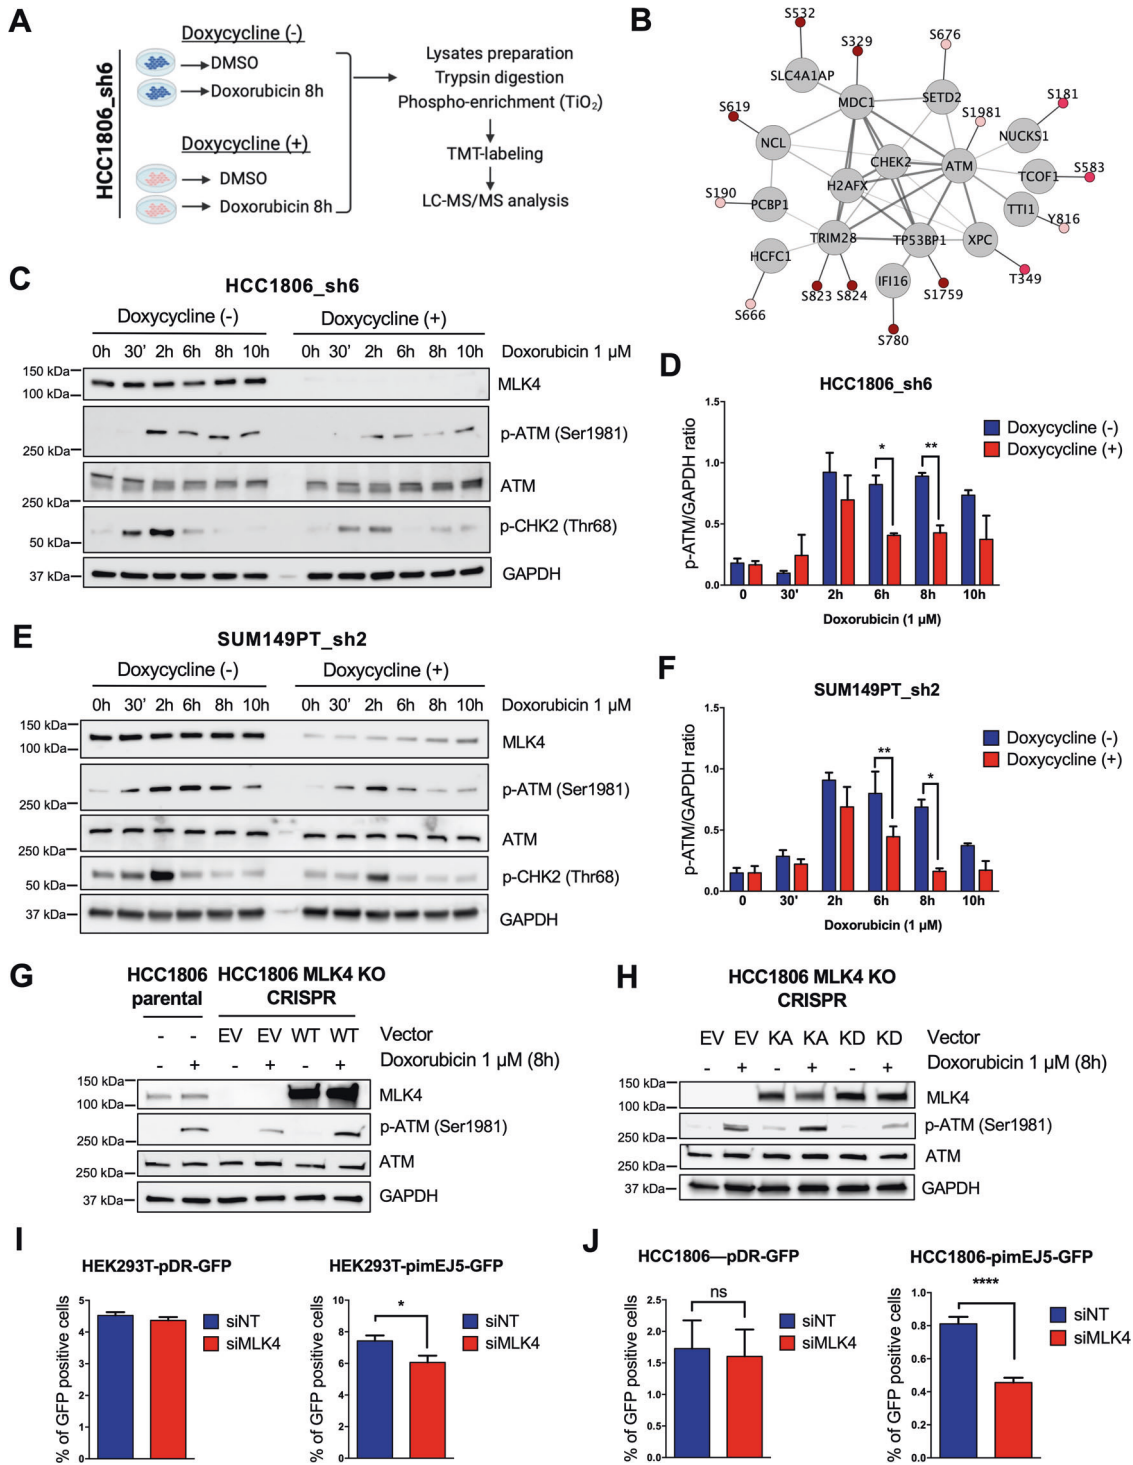 A
HCC1806_sh6
Doxycycline (-)
DMSO
Doxorubicin 8h
Doxycycline (+)
DMSO
Doxorubicin 8h
Lysates preparation
Trypsin digestion
Phospho-enrichment (TiO₂)
TMT-labeling
LC-MS/MS analysis
B
S532
S329
S676
SLC4A1AP
MDC1
SETD2
S1981
S181
S619
NCL
NUCKS1
CHEK2
ATM
TCOF1
S583
S190
H2AFX
PCBP1
TTI1
Y816
TRIM28
TP53BP1
XPC
HCFC1
IFI16
T349
S823
S824
S1759
S666
S780
C
HCC1806_sh6
Doxycycline (-)
Doxycycline (+)
0h 30' 2h 6h 8h 10h 0h 30' 2h 6h 8h 10h Doxorubicin 1 µM
150 kDa
100 kDa
MLK4
250 kDa
p-ATM (Ser1981)
250 kDa
ATM
50 kDa
p-CHK2 (Thr68)
37 kDa
GAPDH
D
HCC1806_sh6
p-ATM/GAPDH ratio
1.5
1.0
0.5
0.0
* **
0 30' 2h 6h 8h 10h
Doxorubicin (1 µM)
Doxycycline (-)
Doxycycline (+)
E
SUM149PT_sh2
Doxycycline (-)
Doxycycline (+)
0h 30' 2h 6h 8h 10h 0h 30' 2h 6h 8h 10h Doxorubicin 1 µM
150 kDa
100 kDa
MLK4
250 kDa
p-ATM (Ser1981)
250 kDa
ATM
50 kDa
p-CHK2 (Thr68)
37 kDa
GAPDH
F
SUM149PT_sh2
p-ATM/GAPDH ratio
1.5
1.0
0.5
0.0
** *
0 30' 2h 6h 8h 10h
Doxorubicin (1 µM)
Doxycycline (-)
Doxycycline (+)
G
HCC1806
parental
HCC1806 MLK4 KO
CRISPR
- - EV EV WT WT Vector
- + - + - + Doxorubicin 1 µM (8h)
150 kDa
100 kDa
MLK4
250 kDa
p-ATM (Ser1981)
250 kDa
ATM
37 kDa
GAPDH
H
HCC1806 MLK4 KO
CRISPR
EV EV KA KA KD KD Vector
- + - + - + Doxorubicin 1 µM (8h)
150 kDa
100 kDa
MLK4
250 kDa
p-ATM (Ser1981)
250 kDa
ATM
37 kDa
GAPDH
I
HEK293T-pDR-GFP
% of GFP positive cells
5
4
3
2
1
0
siNT
siMLK4
HEK293T-pimEJ5-GFP
% of GFP positive cells
10
8
6
4
2
0
*
siNT
siMLK4
J
HCC1806—pDR-GFP
% of GFP positive cells
2.5
2.0
1.5
1.0
0.5
0.0
ns
siNT
siMLK4
HCC1806-pimEJ5-GFP
% of GFP positive cells
1.0
0.8
0.6
0.4
0.2
0.0
****
siNT
siMLK4